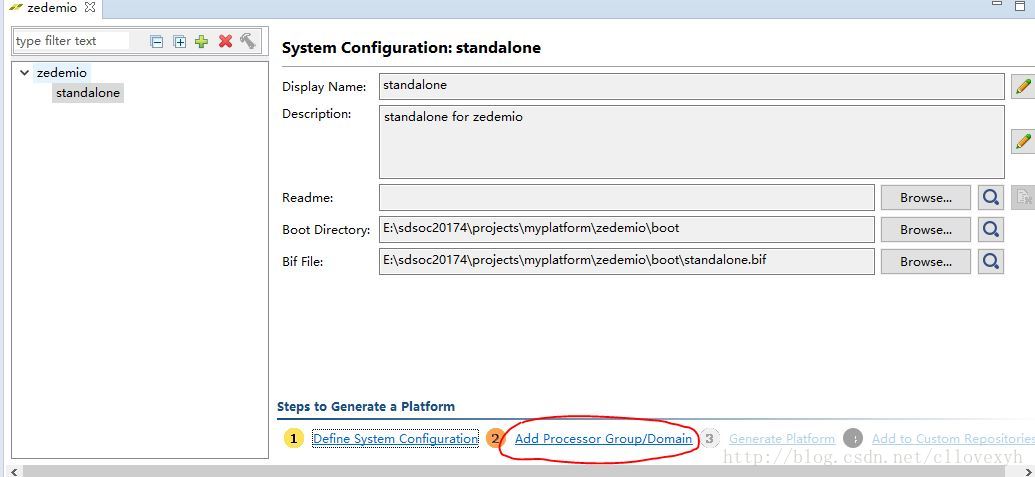 zedemio
type filter text
zedemio
standalone
System Configuration: standalone
Display Name: standalone
Description: standalone for zedemio
Readme: Browse...
Boot Directory: E:\sdsoc20174\projects\myplatform\zedemio\boot Browse...
Bif File: E:\sdsoc20174\projects\myplatform\zedemio\boot\standalone.bif Browse...
Steps to Generate a Platform
1 Define System Configuration 2 Add Processor Group/Domain 3 Generate Platform Add to Custom Repositories
http://blog.csdn.net/cllovexyh